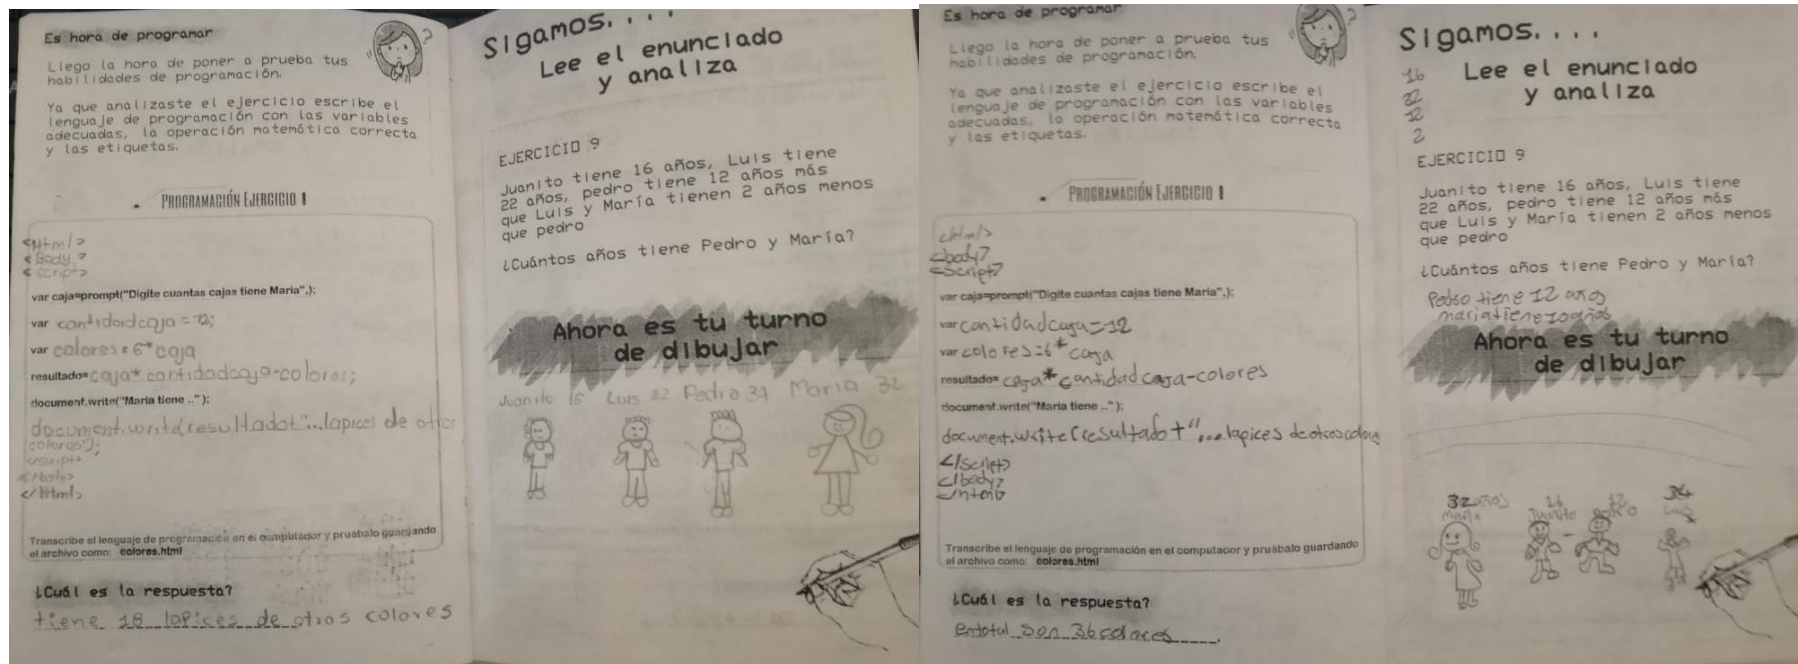 Es hora de programar
Llego la hora de poner a prueba tus
habilidades de programación.
Ya que analizaste el ejercicio escribe el
lenguaje de programación con las variables
adecuadas, la operación matemática correcta
y las etiquetas.
PROGRAMACIÓN EJERCICIO 8
<Html>
<Body>
<script>
var caja=prompt("Digite cuantas cajas tiene Maria",);
var cantidadcaja = 12;
var colores = 6*caja
resultado= caja* cantidadcaja-colores;
document.write("Maria tiene .." );
document.write(resultado+"...lapices de otros
colores");
</script>
</body>
</Html>
Transcribe el lenguaje de programación en el computador y pruébalo guardando
el archivo como: colores.html
¿Cuál es la respuesta?
tiene 18 lapices de otros colores
Sigamos....
Lee el enunciado
y analiza
EJERCICIO 9
Juanito tiene 16 años, Luis tiene
22 años, pedro tiene 12 años más
que Luis y María tienen 2 años menos
que pedro
¿Cuántos años tiene Pedro y María?
Ahora es tu turno
de dibujar
Juanito 16 Luis 22 Pedro 34 Maria 32
Es hora de programar
Llego la hora de poner a prueba tus
habilidades de programación.
Ya que analizaste el ejercicio escribe el
lenguaje de programación con las variables
adecuadas, la operación matemática correcta
y las etiquetas.
PROGRAMACIÓN EJERCICIO 8
<html>
<body>
<script>
var caja=prompt("Digite cuantas cajas tiene Maria",);
var cantidadcaja=12
var colores=6* caja
resultado= caja*cantidadcaja-colores
document.write("Maria tiene .." );
document.write(resultado+"...lapices deotroscolore
</script>
</body>
</html>
Transcribe el lenguaje de programación en el computador y pruébalo guardando
el archivo como: colores.html
¿Cuál es la respuesta?
entotal son 36 colores
Sigamos....
Lee el enunciado
y analiza
16
22
12
2
EJERCICIO 9
Juanito tiene 16 años, Luis tiene
22 años, pedro tiene 12 años más
que Luis y María tienen 2 años menos
que pedro
¿Cuántos años tiene Pedro y María?
Pedro tiene 12 años
maria tiene 10 años
Ahora es tu turno
de dibujar
32 años 16 12 34
Maria Juanito